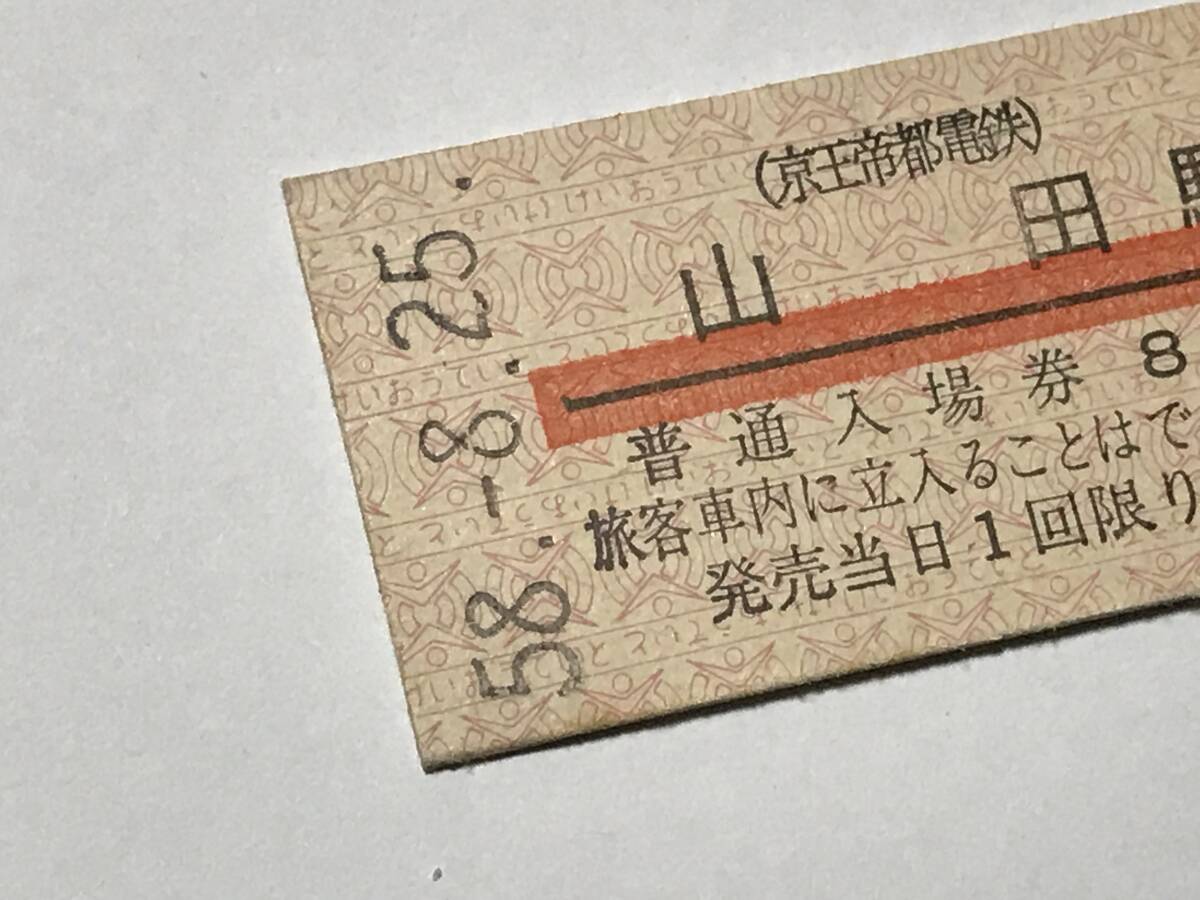 58.-8.25.
(京王帝都電鉄)
山田駅
普通入場券 8
旅客車内に立入ることはで
発売当日1回限り